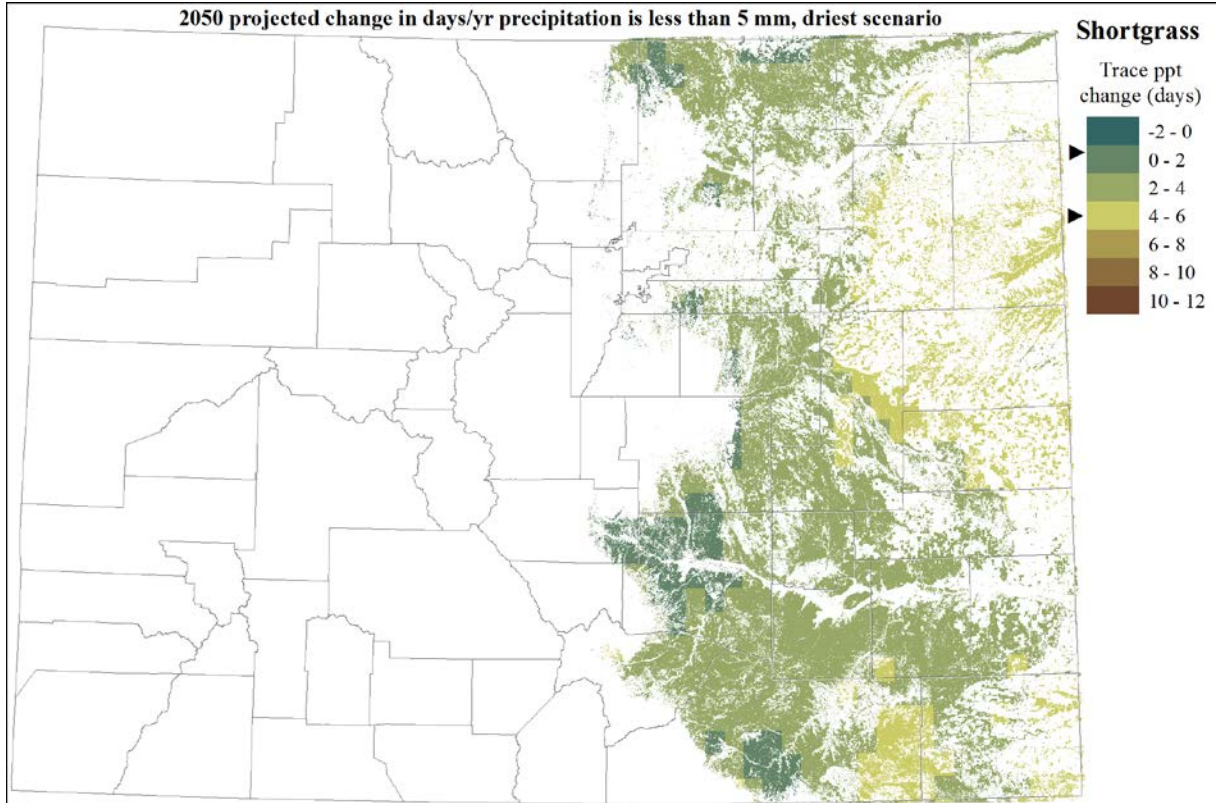 2050 projected change in days/yr precipitation is less than 5 mm, driest scenario
Shortgrass
Trace ppt
change (days)
-2 - 0
0 - 2
2 - 4
4 - 6
6 - 8
8 - 10
10 - 12